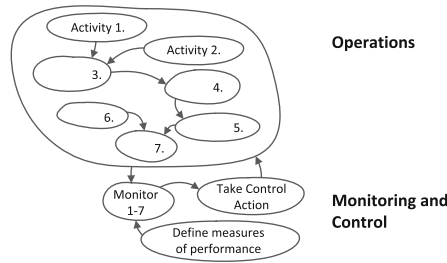 Activity 1.
Operations
Activity 2.
3.
4.
6.
5.
7.
Monitor
1-7
Take Control
Action
Monitoring and
Control
Define measures
of performance